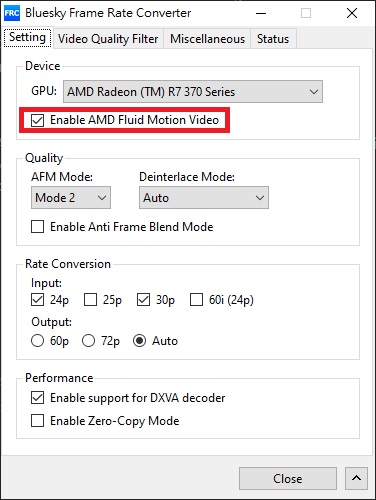 FRC Bluesky Frame Rate Converter
Setting Video Quality Filter Miscellaneous Status
Device
GPU: AMD Radeon (TM) R7 370 Series
Enable AMD Fluid Motion Video
Quality
AFM Mode: Deinterlace Mode:
Mode 2 Auto
Enable Anti Frame Blend Mode
Rate Conversion
Input:
24p 25p 30p 60i (24p)
Output:
60p 72p Auto
Performance
Enable support for DXVA decoder
Enable Zero-Copy Mode
Close